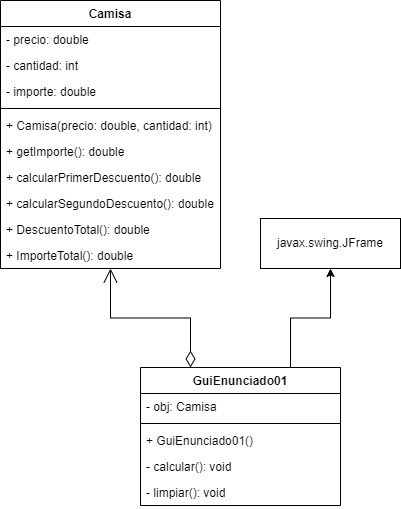 Camisa
- precio: double
- cantidad: int
- importe: double
+ Camisa(precio: double, cantidad: int)
+ getImporte(): double
+ calcularPrimerDescuento(): double
+ calcularSegundoDescuento(): double
+ DescuentoTotal(): double
+ ImporteTotal(): double
javax.swing.JFrame
GuiEnunciado01
- obj: Camisa
+ GuiEnunciado01()
- calcular(): void
- limpiar(): void